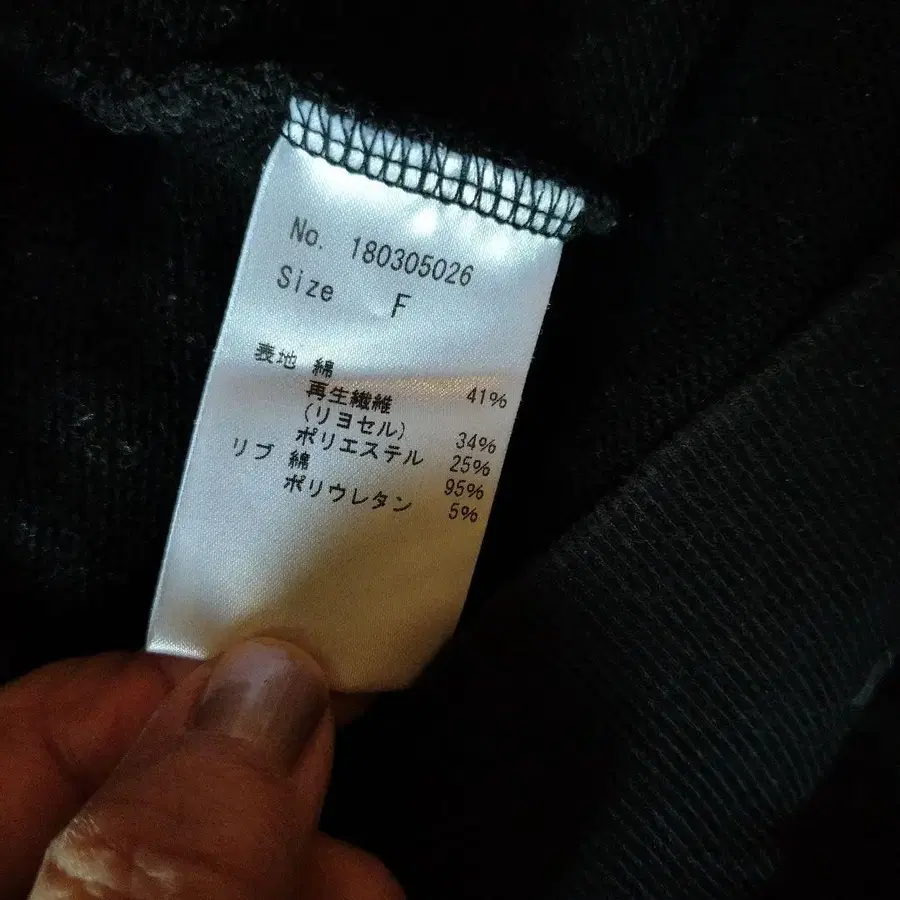 No. 180305026
Size F
表地 綿 41%
再生繊維
(リヨセル) 34%
ポリエステル 25%
リブ 綿 95%
ポリウレタン 5%